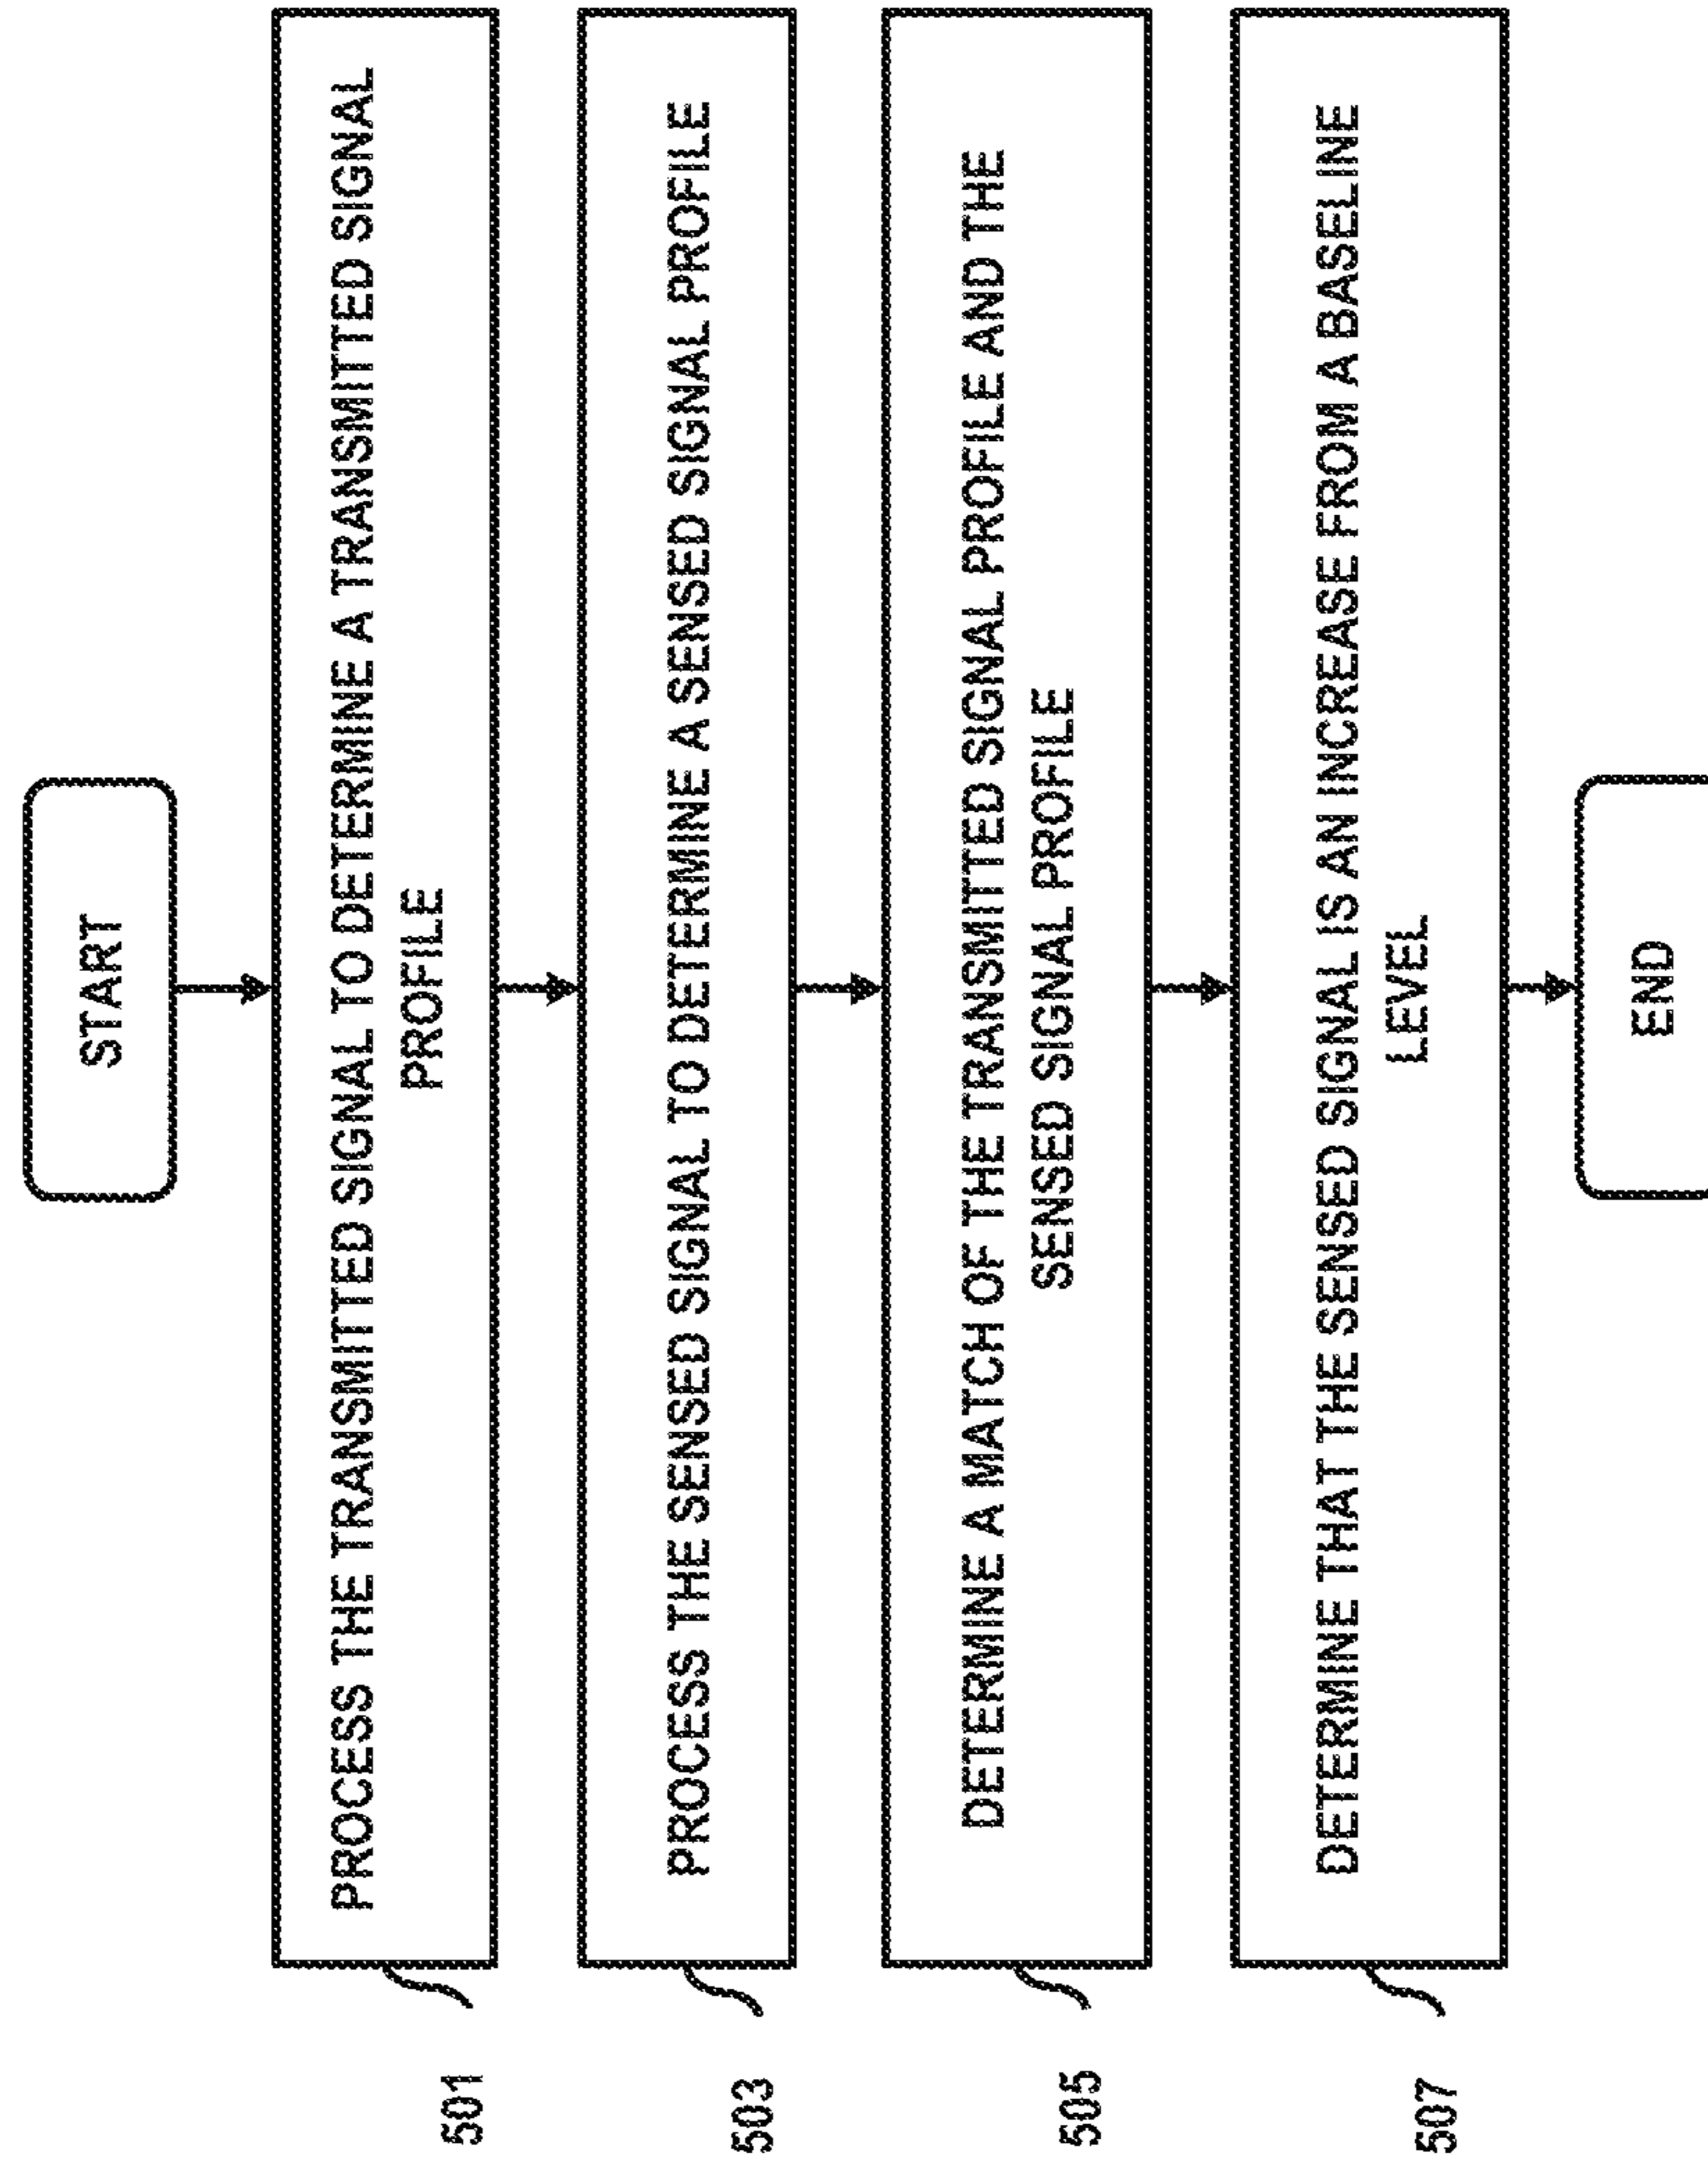 START
501
PROCESS THE TRANSMITTED SIGNAL TO DETERMINE A TRANSMITTED SIGNAL
PROFILE
503
PROCESS THE SENSED SIGNAL TO DETERMINE A SENSED SIGNAL PROFILE
505
DETERMINE A MATCH OF THE TRANSMITTED SIGNAL PROFILE AND THE
SENSED SIGNAL PROFILE
507
DETERMINE THAT THE SENSED SIGNAL IS AN INCREASE FROM A BASELINE
LEVEL
END